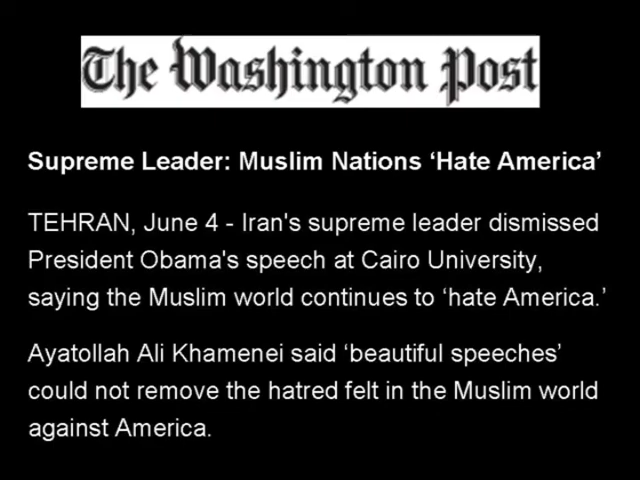 The Washington Post
Supreme Leader: Muslim Nations ‘Hate America’
TEHRAN, June 4 - Iran's supreme leader dismissed
President Obama's speech at Cairo University,
saying the Muslim world continues to ‘hate America.’
Ayatollah Ali Khamenei said ‘beautiful speeches’
could not remove the hatred felt in the Muslim world
against America.